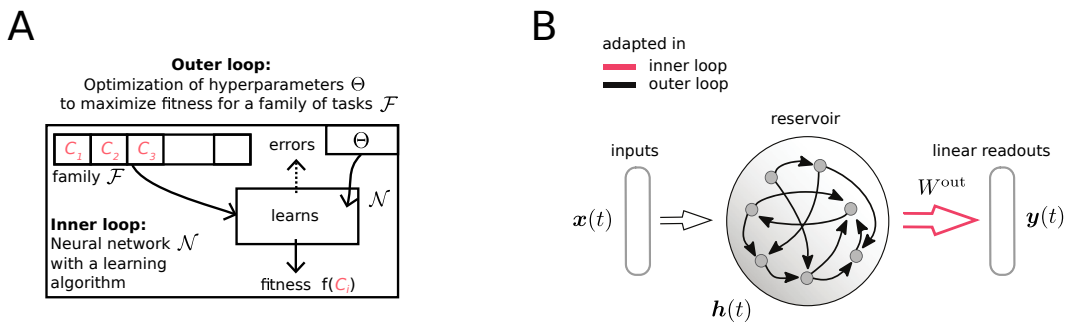 A
Outer loop:
Optimization of hyperparameters Θ
to maximize fitness for a family of tasks ℱ
C₁ C₂ C₃
errors
Θ
family ℱ
𝒩
learns
Inner loop:
Neural network 𝒩
with a learning
algorithm
fitness f(Cᵢ)
B
adapted in
inner loop
outer loop
reservoir
inputs
linear readouts
W^out
x(t)
y(t)
h(t)